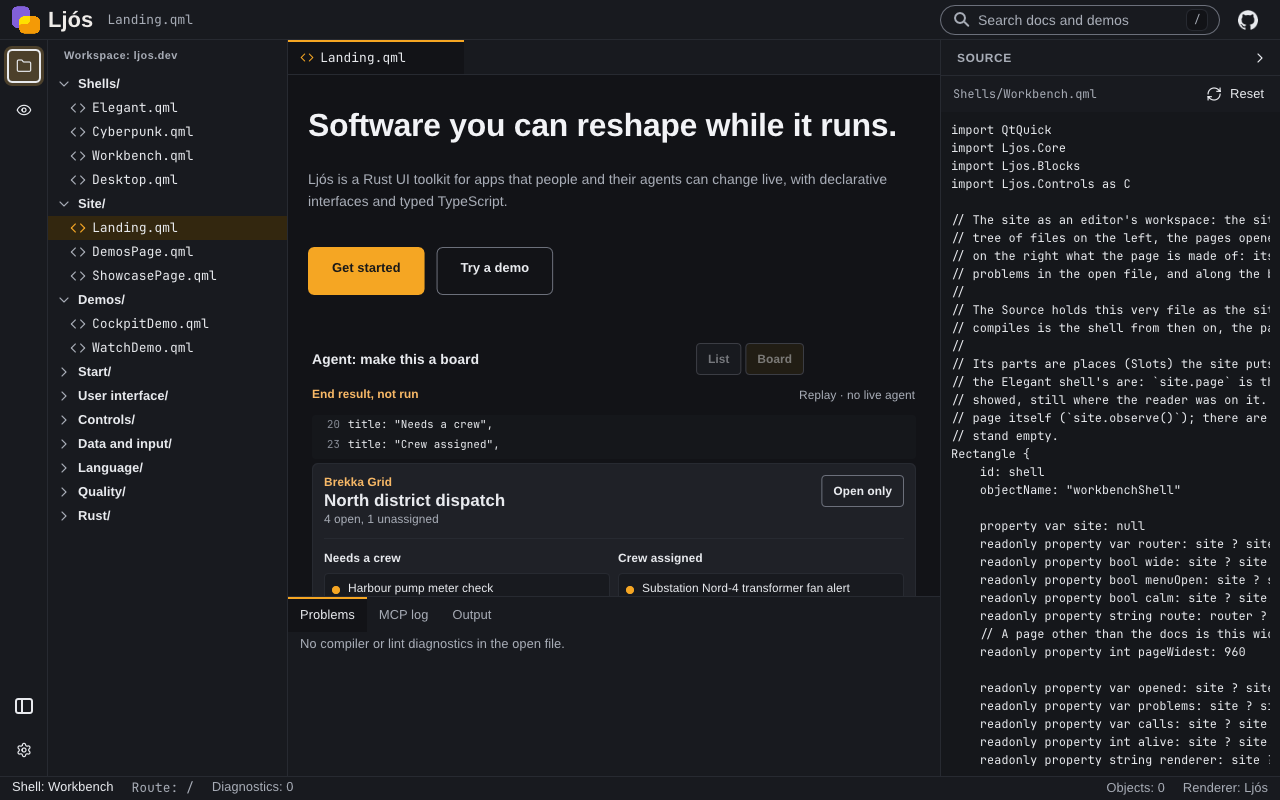 Ljós
Landing.qml
Search docs and demos
/
Workspace: ljos.dev
Shells/
Elegant.qml
Cyberpunk.qml
Workbench.qml
Desktop.qml
Site/
Landing.qml
DemosPage.qml
ShowcasePage.qml
Demos/
CockpitDemo.qml
WatchDemo.qml
Start/
User interface/
Controls/
Data and input/
Language/
Quality/
Rust/
Landing.qml
Software you can reshape while it runs.
Ljós is a Rust UI toolkit for apps that people and their agents can change live, with declarative
interfaces and typed TypeScript.
Get started
Try a demo
Agent: make this a board
List
Board
End result, not run
Replay · no live agent
20 title: "Needs a crew",
23 title: "Crew assigned",
Brekka Grid
North district dispatch
4 open, 1 unassigned
Open only
Needs a crew
Crew assigned
Harbour pump meter check
Substation Nord-4 transformer fan alert
Problems
MCP log
Output
No compiler or lint diagnostics in the open file.
SOURCE
Shells/Workbench.qml
Reset
import QtQuick
import Ljos.Core
import Ljos.Blocks
import Ljos.Controls as C
// The site as an editor's workspace: the sit
// tree of files on the left, the pages opene
// on the right what the page is made of: its
// problems in the open file, and along the b
//
// The Source holds this very file as the sit
// compiles is the shell from then on, the pa
//
// Its parts are places (Slots) the site puts
// the Elegant shell's are: `site.page` is th
// showed, still where the reader was on it.
// page itself (`site.observe()`); there are
// stand empty.
Rectangle {
id: shell
objectName: "workbenchShell"
property var site: null
readonly property var router: site ? site
readonly property bool wide: site ? site.
readonly property bool menuOpen: site ? s
readonly property bool calm: site ? site.
readonly property string route: router ?
// A page other than the docs is this wid
readonly property int pageWidest: 960
readonly property var opened: site ? site
readonly property var problems: site ? si
readonly property var calls: site ? site.
readonly property int alive: site ? site.
readonly property string renderer: site ?
Shell: Workbench
Route: /
Diagnostics: 0
Objects: 0
Renderer: Ljós